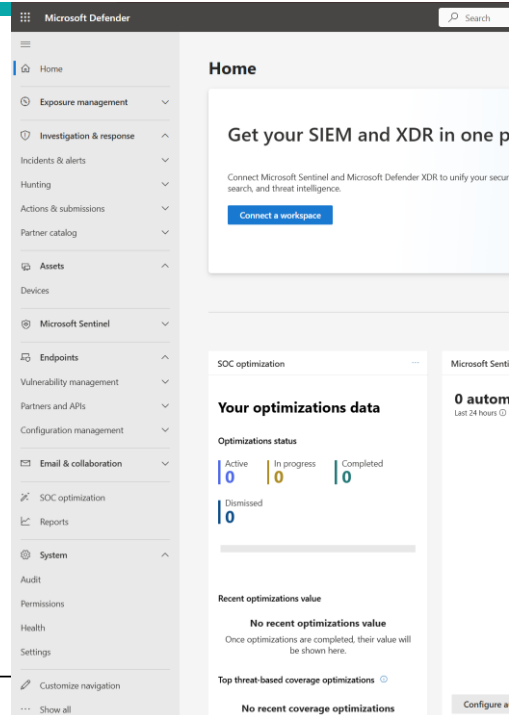 Microsoft Defender
Search
Home
Exposure management
Investigation & response
Incidents & alerts
Hunting
Actions & submissions
Partner catalog
Assets
Devices
Microsoft Sentinel
Endpoints
Vulnerability management
Partners and APIs
Configuration management
Email & collaboration
SOC optimization
Reports
System
Audit
Permissions
Health
Settings
Customize navigation
Show all
Home
Get your SIEM and XDR in one p
Connect Microsoft Sentinel and Microsoft Defender XDR to unify your secur
search, and threat intelligence.
Connect a workspace
SOC optimization
Your optimizations data
Optimizations status
Active In progress Completed
0 0 0
Dismissed
0
Recent optimizations value
No recent optimizations value
Once optimizations are completed, their value will
be shown here.
Top threat-based coverage optimizations
No recent coverage optimizations
Microsoft Senti
0 autom
Last 24 hours
Configure a